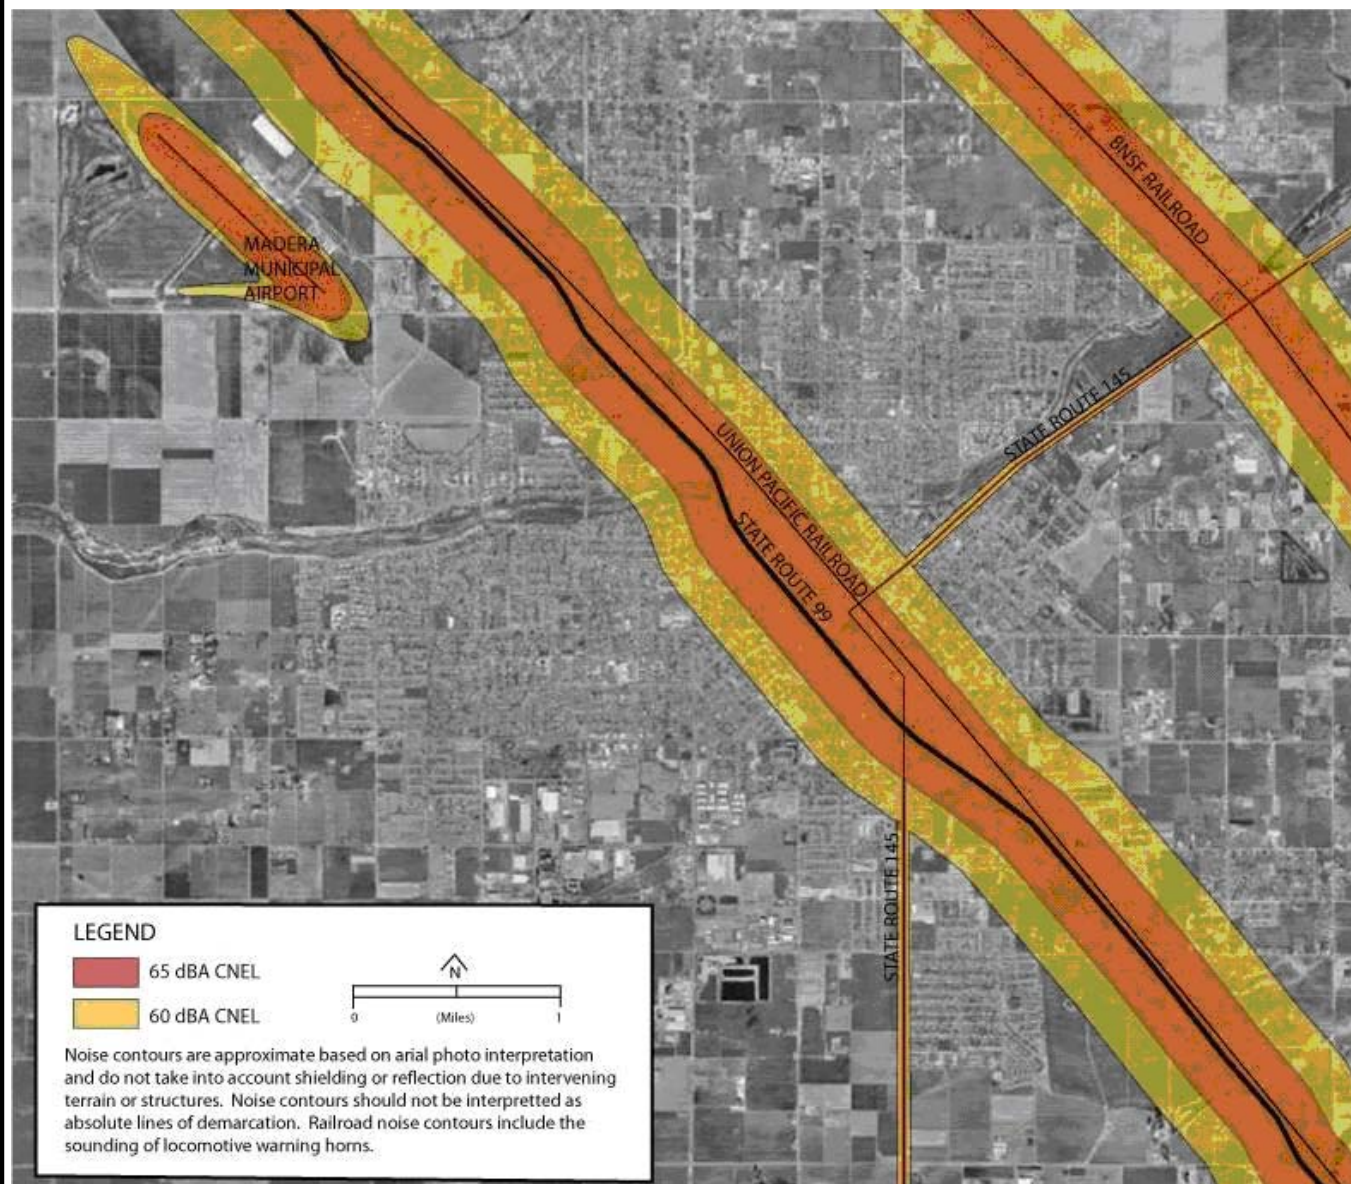 BNSF RAILROAD
MADERA
MUNICIPAL
AIRPORT
STATE ROUTE 145
UNION PACIFIC RAILROAD
STATE ROUTE 99
STATE ROUTE 145
LEGEND
65 dBA CNEL
60 dBA CNEL
N
0 (Miles) 1
Noise contours are approximate based on arial photo interpretation
and do not take into account shielding or reflection due to intervening
terrain or structures. Noise contours should not be interpretted as
absolute lines of demarcation. Railroad noise contours include the
sounding of locomotive warning horns.